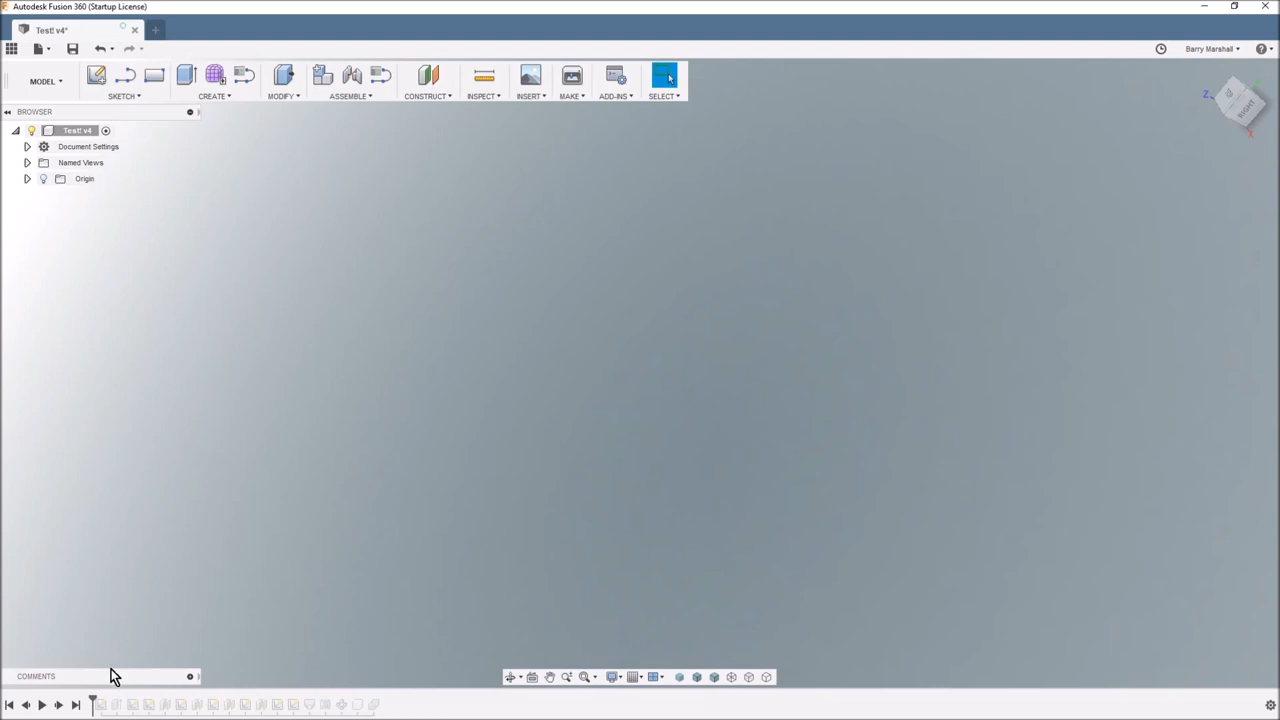 Autodesk Fusion 360 (Startup License)
Test! v4*
Barry Marshall
MODEL
SKETCH
CREATE
MODIFY
ASSEMBLE
CONSTRUCT
INSPECT
INSERT
MAKE
ADD-INS
SELECT
Z
RIGHT
X
BROWSER
Test! v4
Document Settings
Named Views
Origin
COMMENTS